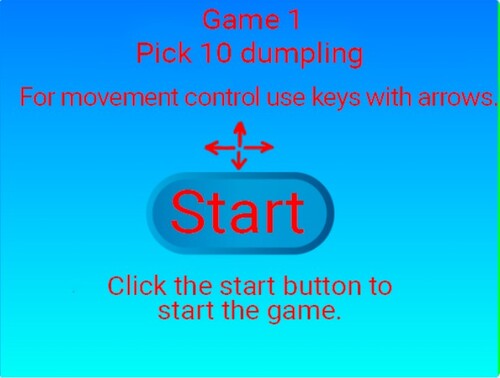 Game 1
Pick 10 dumpling
For movement control use keys with arrows.
Start
Click the start button to
start the game.